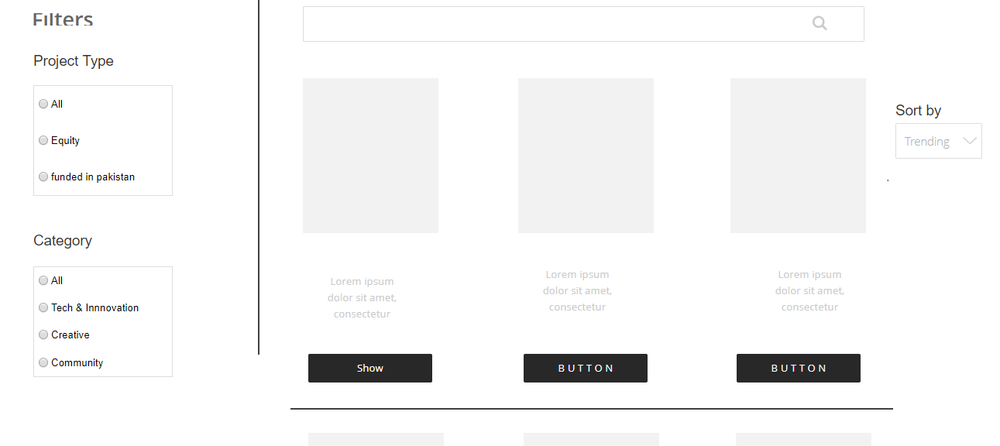 Filters
Project Type
All
Equity
funded in pakistan
Category
All
Tech & Innnovation
Creative
Community
Sort by
Trending
Lorem ipsum
dolor sit amet,
consectetur
Show
Lorem ipsum
dolor sit amet,
consectetur
BUTTON
Lorem ipsum
dolor sit amet,
consectetur
BUTTON